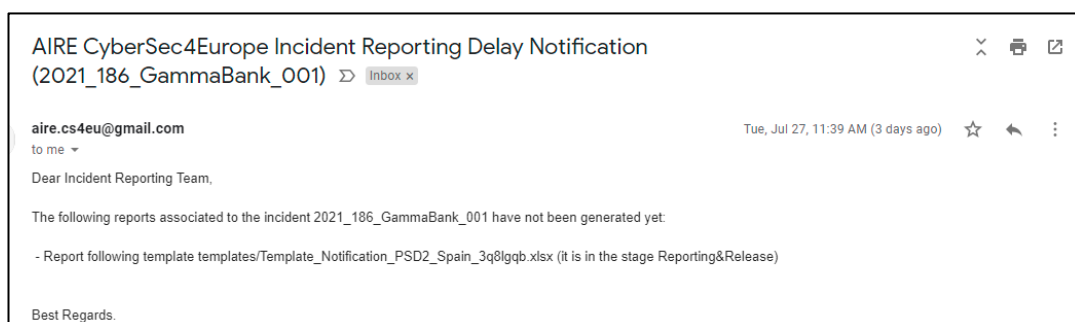 AIRE CyberSec4Europe Incident Reporting Delay Notification
(2021_186_GammaBank_001) Inbox x
aire.cs4eu@gmail.com Tue, Jul 27, 11:39 AM (3 days ago)
to me
Dear Incident Reporting Team,
The following reports associated to the incident 2021_186_GammaBank_001 have not been generated yet:
- Report following template templates/Template_Notification_PSD2_Spain_3q8lgqb.xlsx (it is in the stage Reporting&Release)
Best Regards.